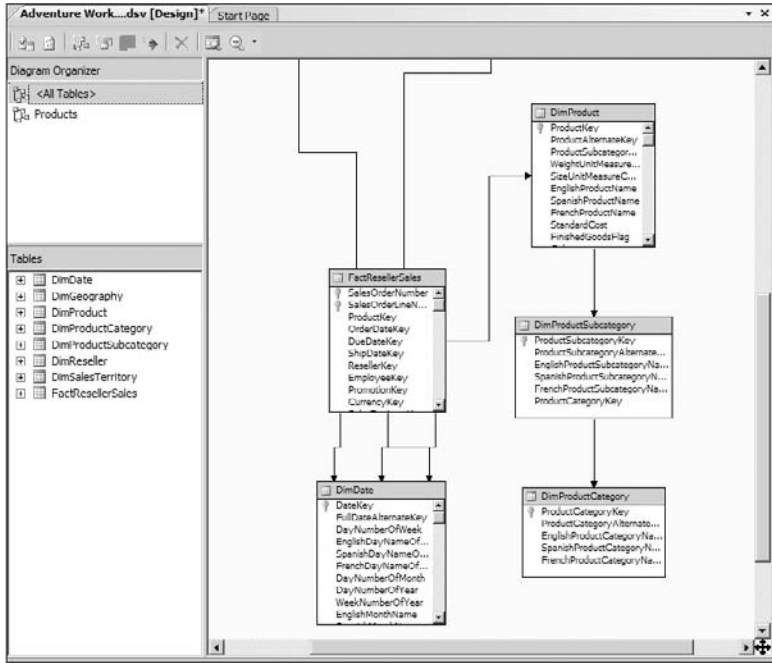 Adventure Work....dsv [Design]*
Start Page
Diagram Organizer
<All Tables>
Products
Tables
DimDate
DimGeography
DimProduct
DimProductCategory
DimProductSubcategory
DimReseller
DimSalesTerritory
FactResellerSales
DimProduct
ProductKey
ProductAlternateKey
ProductSubcategor...
WeightUnitMeasure...
SizeUnitMeasureC...
EnglishProductName
SpanishProductName
FrenchProductName
StandardCost
FinishedGoodsFlag
FactResellerSales
SalesOrderNumber
SalesOrderLineN...
ProductKey
OrderDateKey
DueDateKey
ShipDateKey
ResellerKey
EmployeeKey
PromotionKey
CurrencyKey
DimProductSubcategory
ProductSubcategoryKey
ProductSubcategoryAlternate...
EnglishProductSubcategoryNa...
SpanishProductSubcategoryN...
FrenchProductSubcategoryNa...
ProductCategoryKey
DimDate
DateKey
FullDateAlternateKey
DayNumberOfWeek
EnglishDayNameOf...
SpanishDayNameO...
FrenchDayNameOf...
DayNumberOfMonth
DayNumberOfYear
WeekNumberOfYear
EnglishMonthName
DimProductCategory
ProductCategoryKey
ProductCategoryAlternate...
EnglishProductCategoryNa...
SpanishProductCategoryN...
FrenchProductCategoryNa...